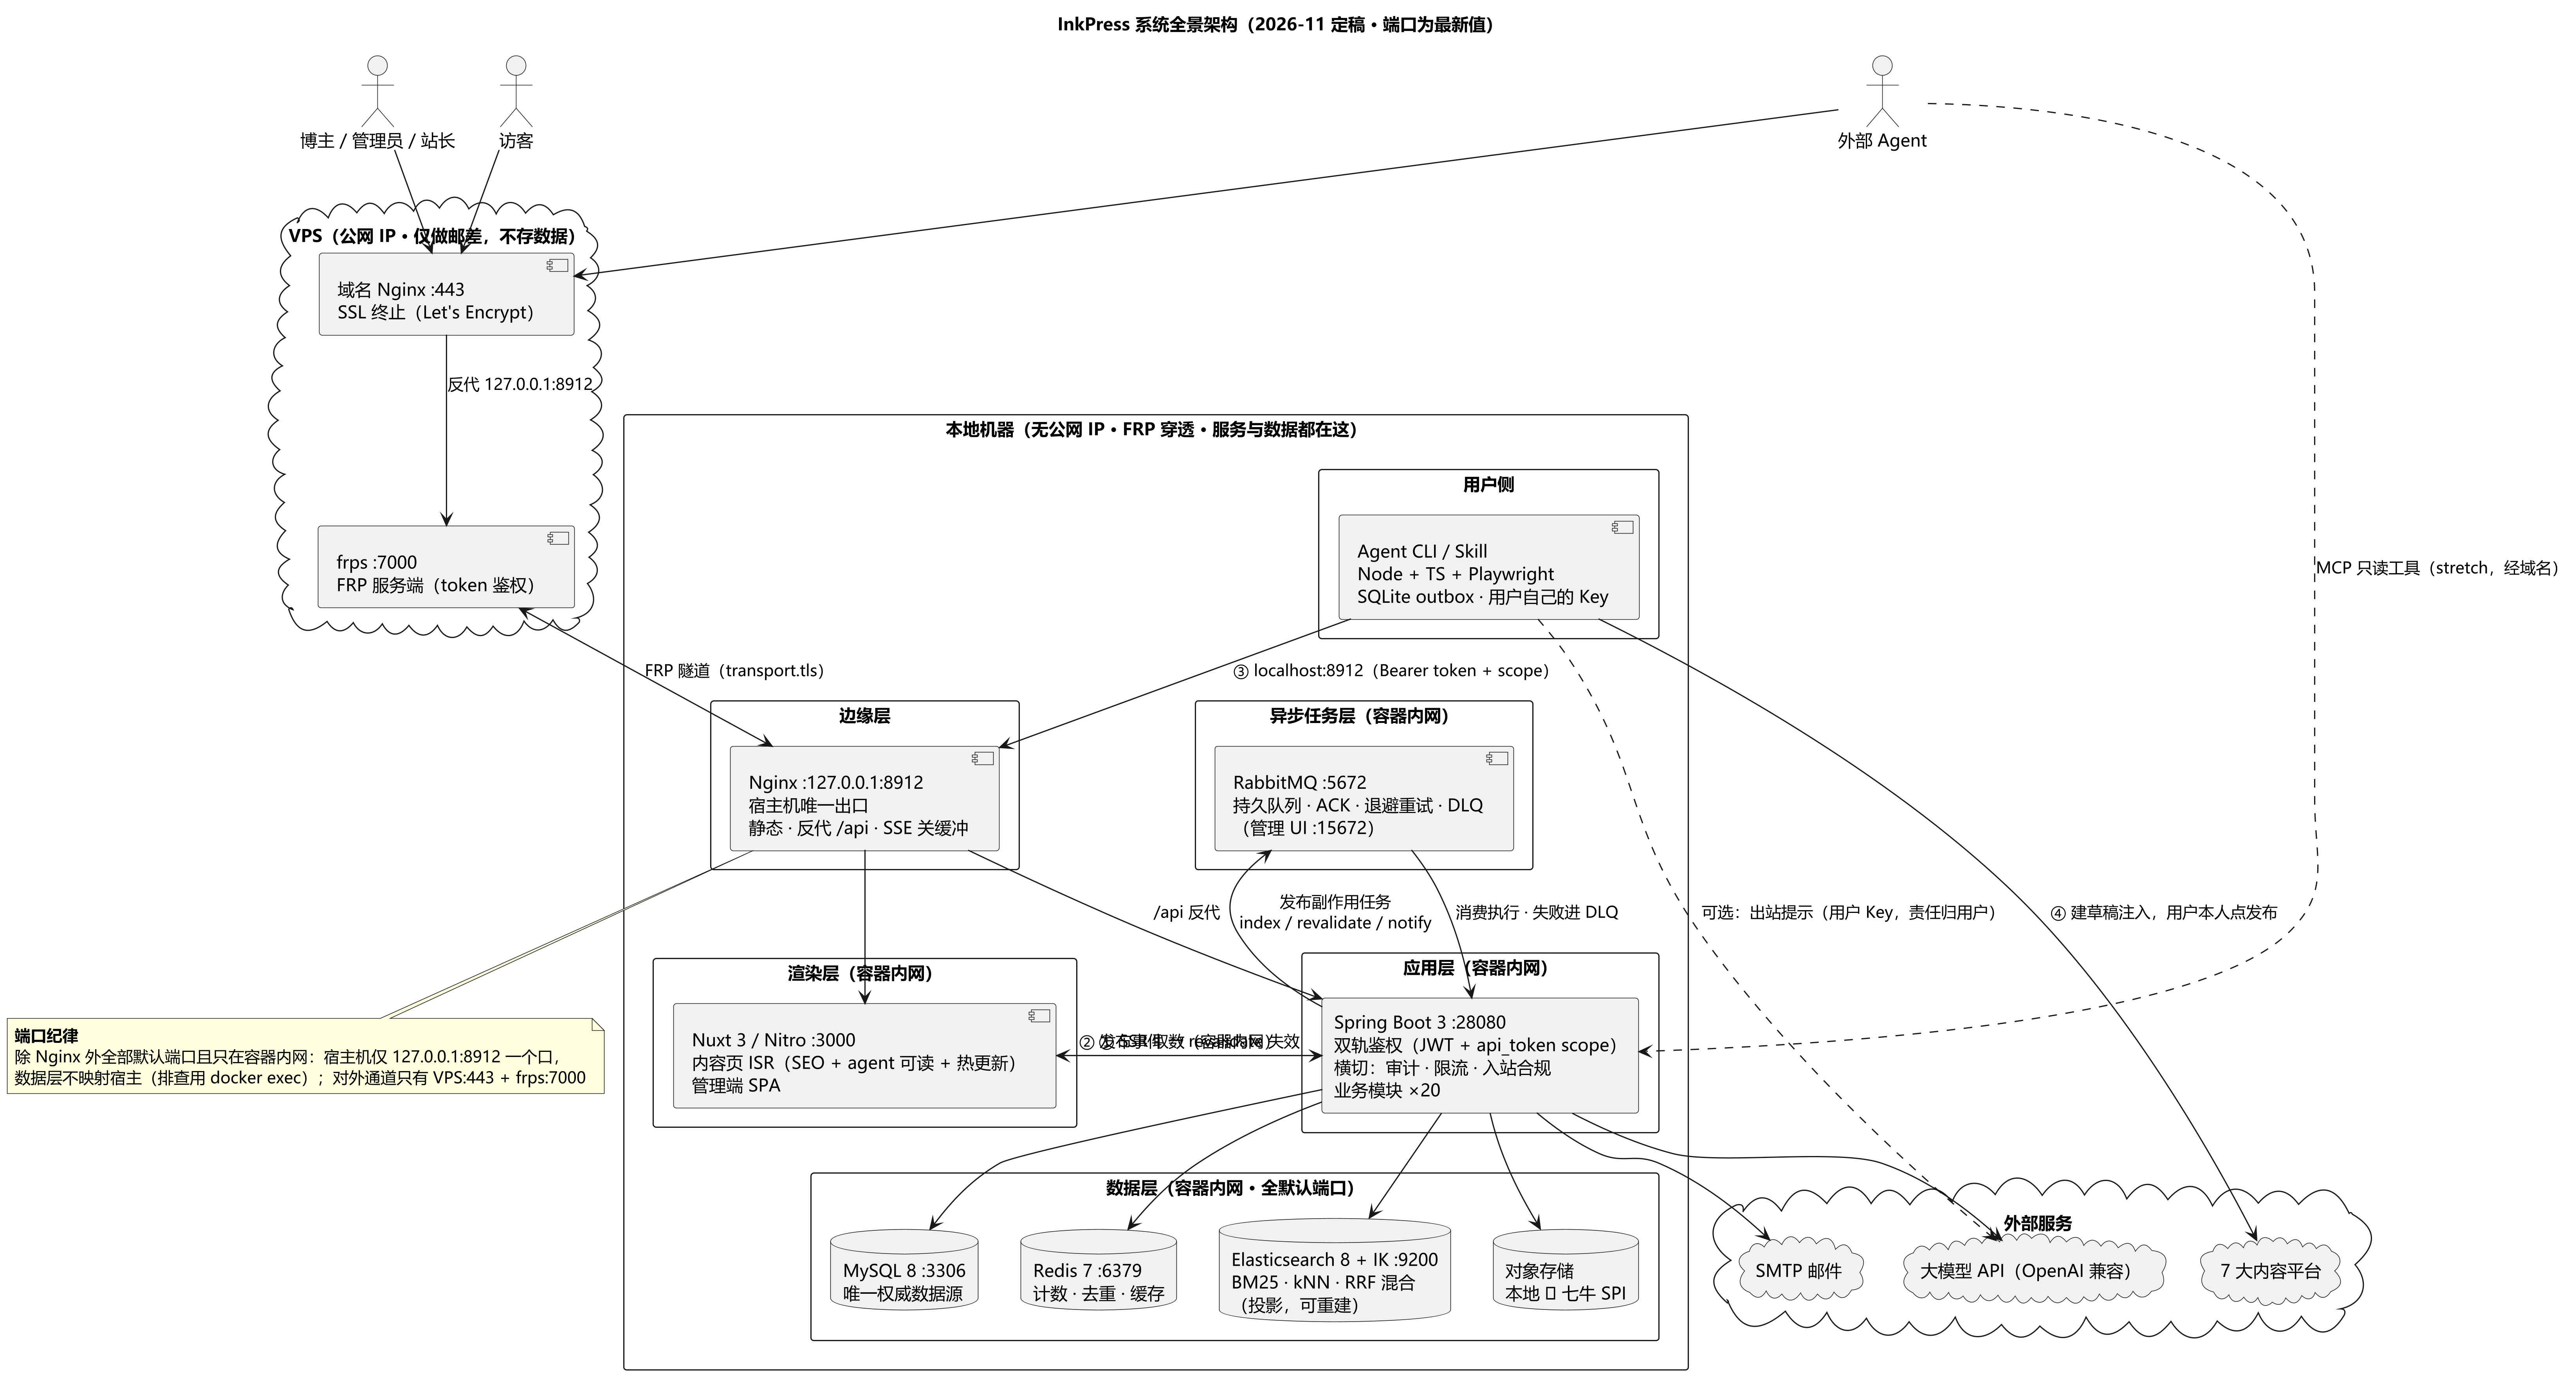 InkPress 系统全景架构（2026-11 定稿 • 端口为最新值）
博主 / 管理员 / 站长
访客
外部 Agent
VPS（公网 IP • 仅做邮差，不存数据）
域名 Nginx :443
SSL 终止（Let's Encrypt）
反代 127.0.0.1:8912
frps :7000
FRP 服务端（token 鉴权）
本地机器（无公网 IP • FRP 穿透 • 服务与数据都在这）
用户侧
Agent CLI / Skill
Node + TS + Playwright
SQLite outbox · 用户自己的 Key
MCP 只读工具（stretch，经域名）
FRP 隧道（transport.tls）
③ localhost:8912（Bearer token + scope）
边缘层
Nginx :127.0.0.1:8912
宿主机唯一出口
静态 · 反代 /api · SSE 关缓冲
异步任务层（容器内网）
RabbitMQ :5672
持久队列 · ACK · 退避重试 · DLQ
（管理 UI :15672）
/api 反代
发布副作用任务
index / revalidate / notify
消费执行 · 失败进 DLQ
可选：出站提示（用户 Key，责任归用户）
④ 建草稿注入，用户本人点发布
渲染层（容器内网）
Nuxt 3 / Nitro :3000
内容页 ISR（SEO + agent 可读 + 热更新）
管理端 SPA
应用层（容器内网）
Spring Boot 3 :28080
双轨鉴权（JWT + api_token scope）
横切：审计 · 限流 · 入站合规
业务模块 ×20
端口纪律
除 Nginx 外全部默认端口且只在容器内网：宿主机仅 127.0.0.1:8912 一个口，
数据层不映射宿主（排查用 docker exec）；对外通道只有 VPS:443 + frps:7000
数据层（容器内网 • 全默认端口）
MySQL 8 :3306
唯一权威数据源
Redis 7 :6379
计数 · 去重 · 缓存
Elasticsearch 8 + IK :9200
BM25 · kNN · RRF 混合
（投影，可重建）
对象存储
本地 七牛 SPI
外部服务
SMTP 邮件
大模型 API（OpenAI 兼容）
7 大内容平台